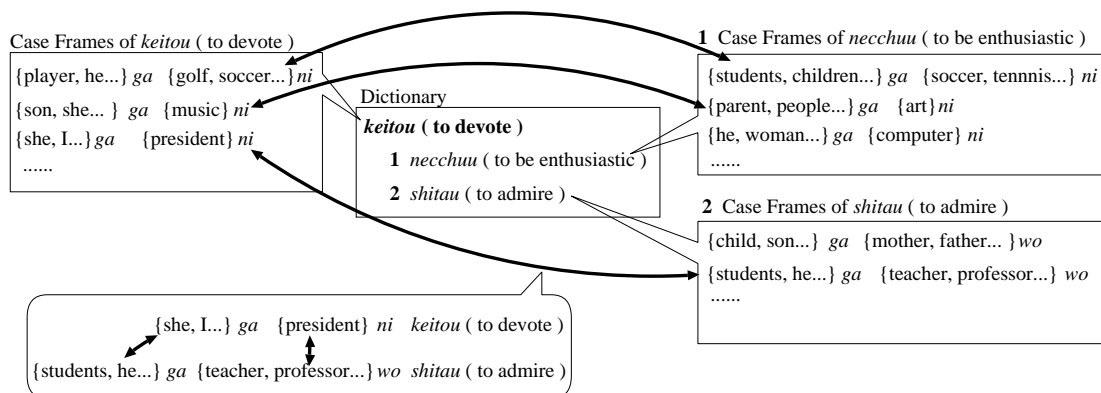 Case Frames of keitou ( to devote )
{player, he...} ga {golf, soccer...} ni
{son, she... } ga {music} ni
{she, I...} ga {president} ni
......
Dictionary
keitou ( to devote )
1 necchuu ( to be enthusiastic )
2 shitau ( to admire )
1 Case Frames of necchuu ( to be enthusiastic )
{students, children...} ga {soccer, tennnis...} ni
{parent, people...} ga {art} ni
{he, woman...} ga {computer} ni
......
2 Case Frames of shitau ( to admire )
{child, son...} ga {mother, father... } wo
{students, he...} ga {teacher, professor...} wo
......
{she, I...} ga {president} ni keitou ( to devote )
{students, he...} ga {teacher, professor...} wo shitau ( to admire )